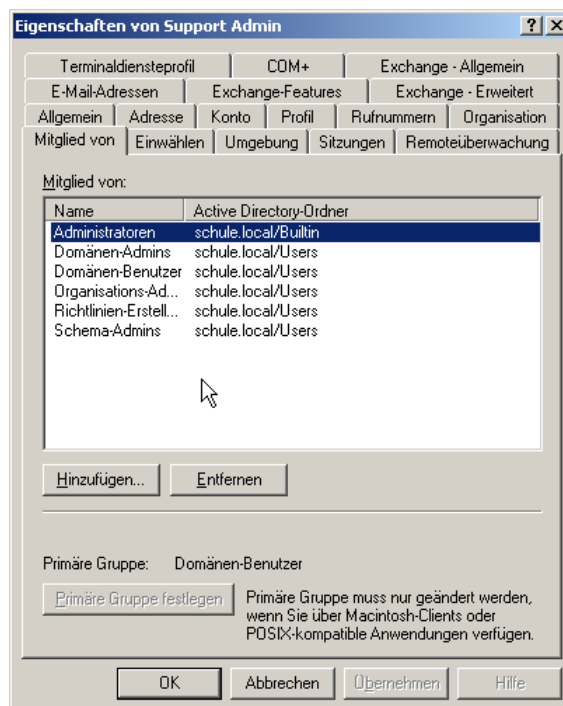 Eigenschaften von Support Admin
Terminaldiensteprofil COM+ Exchange - Allgemein
E-Mail-Adressen Exchange-Features Exchange - Erweitert
Allgemein Adresse Konto Profil Rufnummern Organisation
Mitglied von Einwählen Umgebung Sitzungen Remoteüberwachung
Mitglied von:
Name Active Directory-Ordner
Administratoren schule.local/Builtin
Domänen-Admins schule.local/Users
Domänen-Benutzer schule.local/Users
Organisations-Ad... schule.local/Users
Richtlinien-Erstell... schule.local/Users
Schema-Admins schule.local/Users
Hinzufügen... Entfernen
Primäre Gruppe: Domänen-Benutzer
Primäre Gruppe festlegen
Primäre Gruppe muss nur geändert werden,
wenn Sie über Macintosh-Clients oder
POSIX-kompatible Anwendungen verfügen.
OK Abbrechen Übernehmen Hilfe